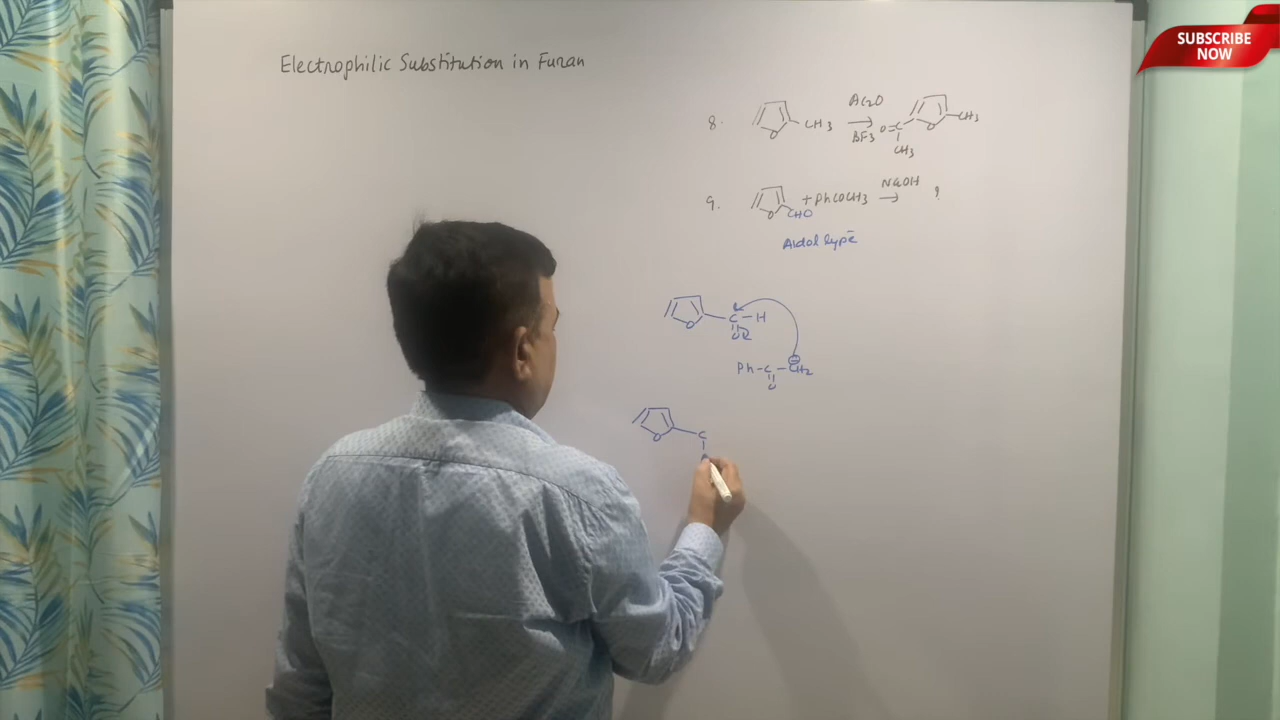 SUBSCRIBE
NOW
Electrophilic Substitution in Furan
8. O CH3 Ac2O BF3 O=C CH3 O CH3
9. O CHO + PhCOCH3 NaOH ?
Aldol type
O C-H
O
Ph-C-CH2
O
O C